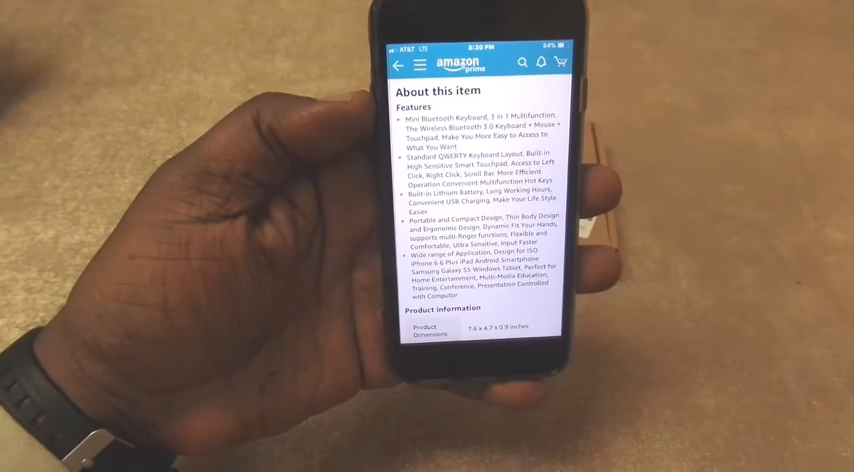 AT&T LTE 8:30 PM 54%
amazon
prime
About this item
Features
Mini Bluetooth Keyboard, 3 in 1 Multifunction,
The Wireless Bluetooth 3.0 Keyboard + Mouse +
Touchpad, Make You More Easy to Access to
What You Want
Standard QWERTY Keyboard Layout, Built-in
High Sensitive Smart Touchpad, Access to Left
Click, Right Click, Scroll Bar, More Efficient
Operation Convenient Multifunction Hot Keys
Built-in Lithium Battery, Long Working Hours,
Convenient USB Charging, Make Your Life Style
Easier
Portable and Compact Design, Thin Body Design
and Ergonomic Design, Dynamic Fit Your Hands,
supports multi-finger functions, Flexible and
Comfortable, Ultra Sensitive, Input Faster
Wide range of Application, Design for ISO
iPhone 6 6 Plus iPad Android Smartphone
Samsung Galaxy S5 Windows Tablet, Perfect for
Home Entertainment, Multi-Media Education,
Training, Conference, Presentation Controlled
with Computor
Product information
Product
Dimensions
7.6 x 4.7 x 0.9 inches